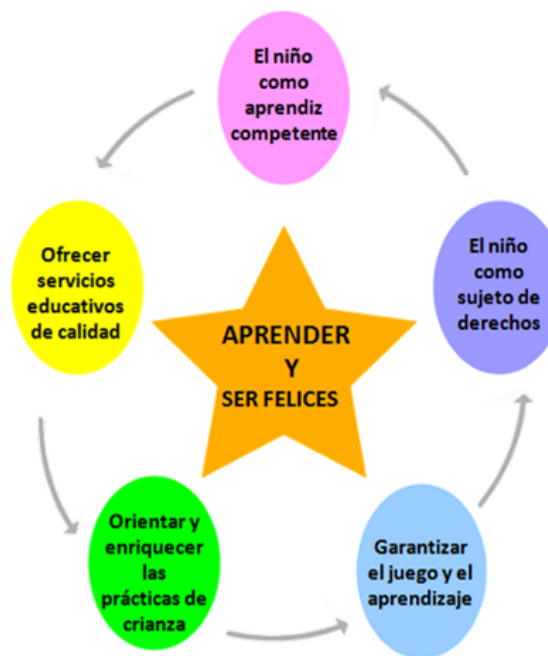 El niño
como
aprendiz
competente
Ofrecer
servicios
educativos
de calidad
El niño
como
sujeto de
derechos
APRENDER
Y
SER FELICES
Orientar y
enriquecer
las
prácticas de
crianza
Garantizar
el juego y el
aprendizaje